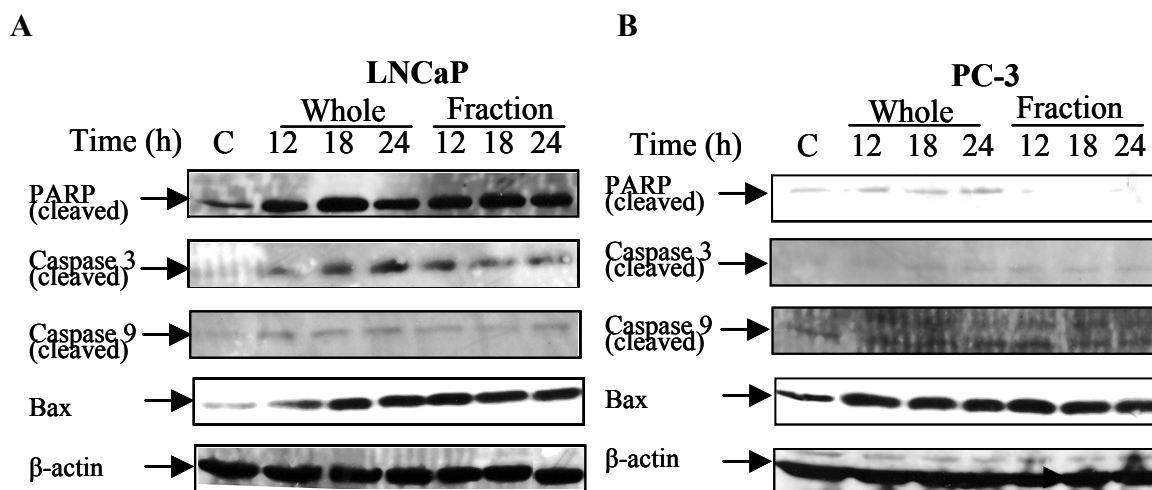 A
LNCaP
Whole Fraction
Time (h) C 12 18 24 12 18 24
PARP
(cleaved)
Caspase 3
(cleaved)
Caspase 9
(cleaved)
Bax
β-actin
B
PC-3
Whole Fraction
Time (h) C 12 18 24 12 18 24
PARP
(cleaved)
Caspase 3
(cleaved)
Caspase 9
(cleaved)
Bax
β-actin